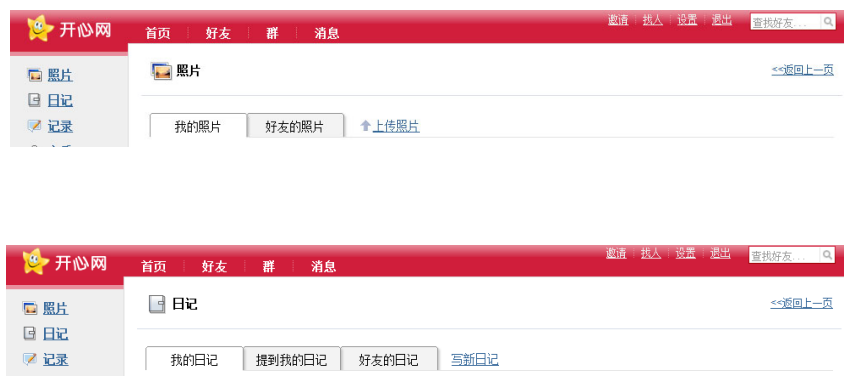 开心网 首页 好友 群 消息 邀请 找人 设置 退出 查找好友...
照片 照片 <<返回上一页
日记
记录 我的照片 好友的照片 上传照片
开心网 首页 好友 群 消息 邀请 找人 设置 退出 查找好友...
照片 日记 <<返回上一页
日记
记录 我的日记 提到我的日记 好友的日记 写新日记